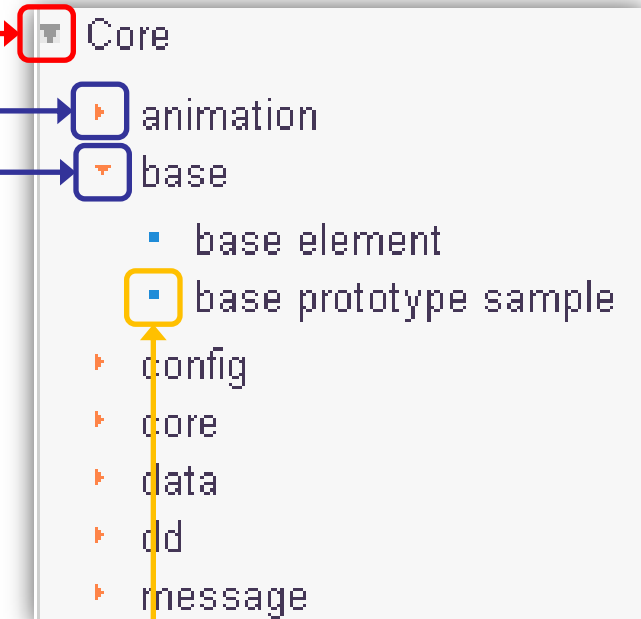 Core
animation
base
base element
base prototype sample
config
core
data
dd
message